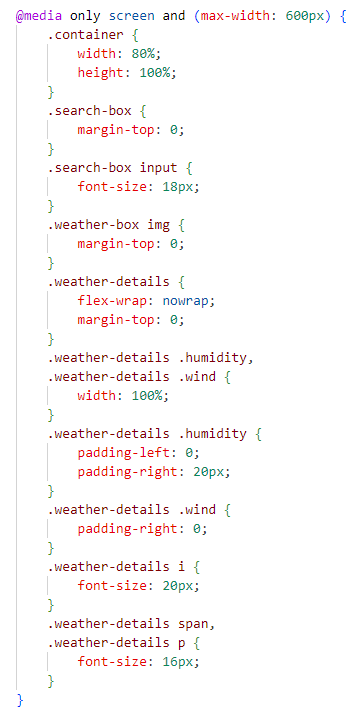 @media only screen and (max-width: 600px) {
    .container {
        width: 80%;
        height: 100%;
    }
    .search-box {
        margin-top: 0;
    }
    .search-box input {
        font-size: 18px;
    }
    .weather-box img {
        margin-top: 0;
    }
    .weather-details {
        flex-wrap: nowrap;
        margin-top: 0;
    }
    .weather-details .humidity,
    .weather-details .wind {
        width: 100%;
    }
    .weather-details .humidity {
        padding-left: 0;
        padding-right: 20px;
    }
    .weather-details .wind {
        padding-right: 0;
    }
    .weather-details i {
        font-size: 20px;
    }
    .weather-details span,
    .weather-details p {
        font-size: 16px;
    }
}